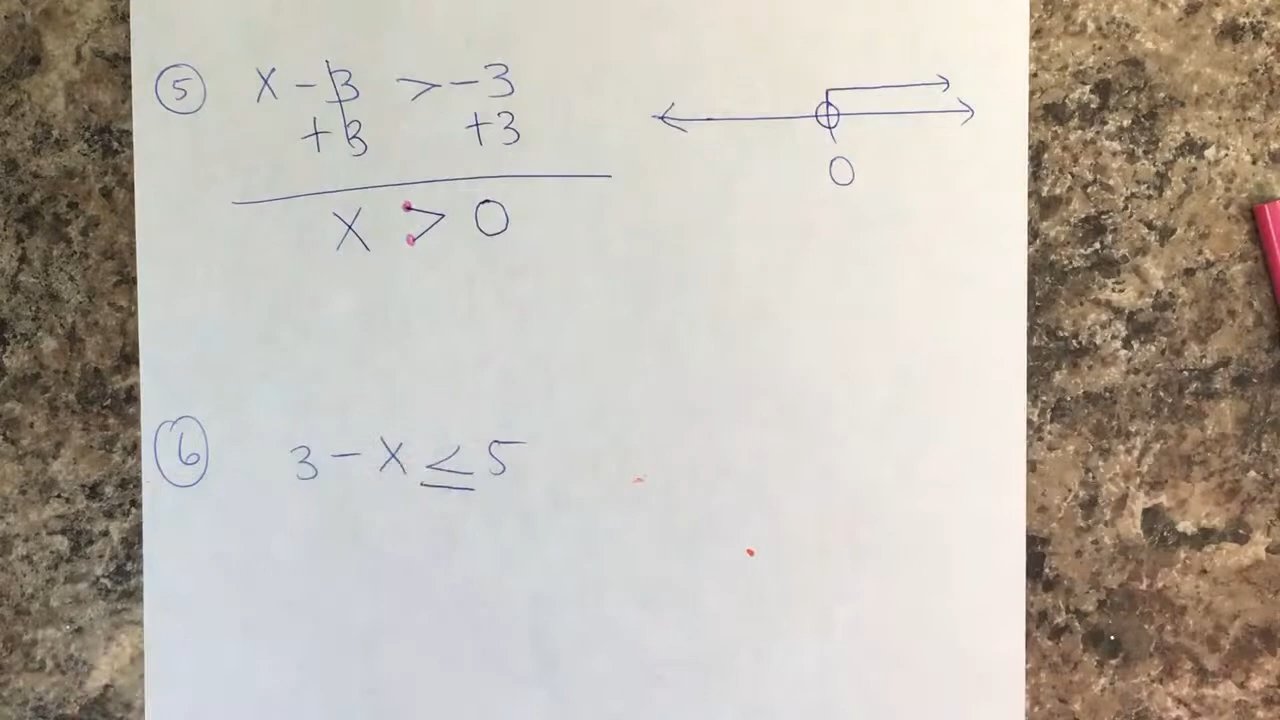 5 x - 3 > -3
+3 +3
x > 0
0
6 3 - x ≤ 5